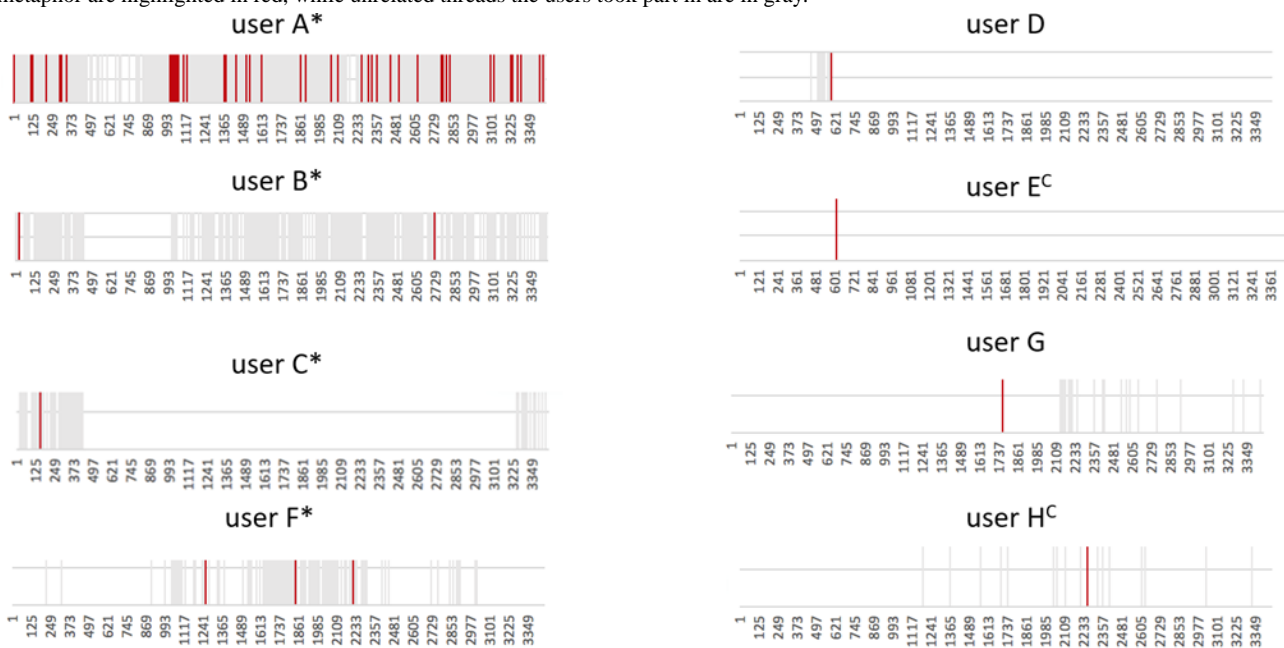 metaphor are highlighted in red, while unrelated threads the users took part in are in gray.
user A*
1 125 249 373 497 621 745 869 993 1117 1241 1365 1489 1613 1737 1861 1985 2109 2233 2357 2481 2605 2729 2853 2977 3101 3225 3349
user D
1 125 249 373 497 621 745 869 993 1117 1241 1365 1489 1613 1737 1861 1985 2109 2233 2357 2481 2605 2729 2853 2977 3101 3225 3349
user B*
1 125 249 373 497 621 745 869 993 1117 1241 1365 1489 1613 1737 1861 1985 2109 2233 2357 2481 2605 2729 2853 2977 3101 3225 3349
user Eᶜ
1 121 241 361 481 601 721 841 961 1081 1201 1321 1441 1561 1681 1801 1921 2041 2161 2281 2401 2521 2641 2761 2881 3001 3121 3241 3361
user C*
1 125 249 373 497 621 745 869 993 1117 1241 1365 1489 1613 1737 1861 1985 2109 2233 2357 2481 2605 2729 2853 2977 3101 3225 3349
user G
1 125 249 373 497 621 745 869 993 1117 1241 1365 1489 1613 1737 1861 1985 2109 2233 2357 2481 2605 2729 2853 2977 3101 3225 3349
user F*
1 125 249 373 497 621 745 869 993 1117 1241 1365 1489 1613 1737 1861 1985 2109 2233 2357 2481 2605 2729 2853 2977 3101 3225 3349
user Hᶜ
1 125 249 373 497 621 745 869 993 1117 1241 1365 1489 1613 1737 1861 1985 2109 2233 2357 2481 2605 2729 2853 2977 3101 3225 3349